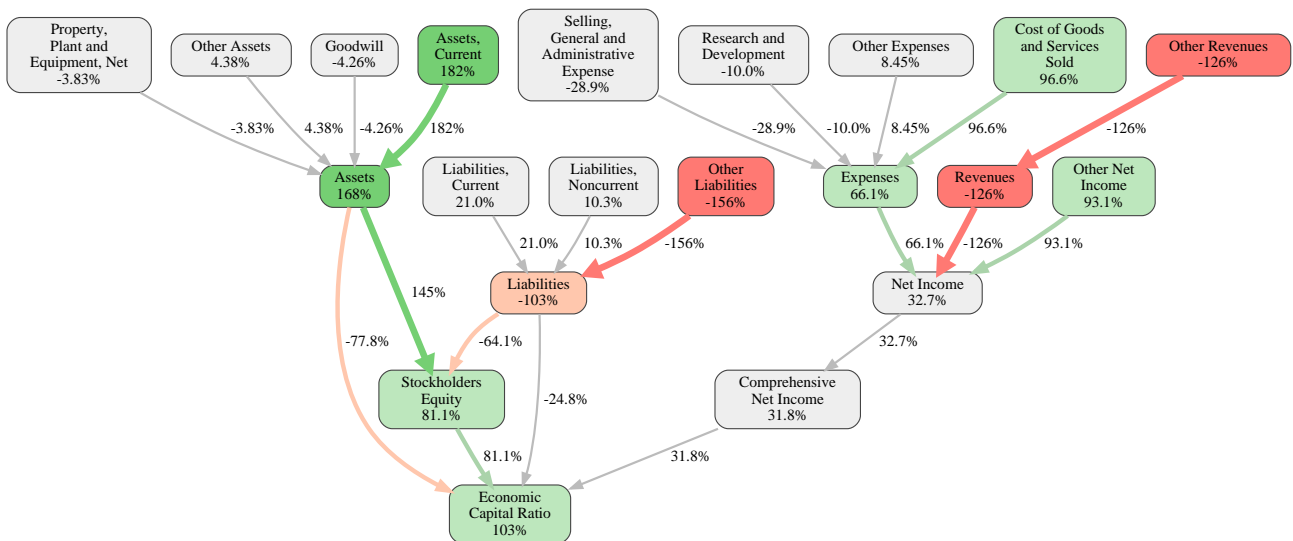 Property,
Plant and
Equipment, Net
-3.83%
Other Assets
4.38%
Goodwill
-4.26%
Assets,
Current
182%
Selling,
General and
Administrative
Expense
-28.9%
Research and
Development
-10.0%
Other Expenses
8.45%
Cost of Goods
and Services
Sold
96.6%
Other Revenues
-126%
-3.83%
4.38%
-4.26%
182%
-28.9%
-10.0%
8.45%
96.6%
-126%
Assets
168%
Liabilities,
Current
21.0%
Liabilities,
Noncurrent
10.3%
Other
Liabilities
-156%
Expenses
66.1%
Revenues
-126%
Other Net
Income
93.1%
21.0%
10.3%
-156%
66.1%
-126%
93.1%
145%
Liabilities
-103%
Net Income
32.7%
-77.8%
-64.1%
32.7%
Stockholders
Equity
81.1%
-24.8%
Comprehensive
Net Income
31.8%
81.1%
31.8%
Economic
Capital Ratio
103%